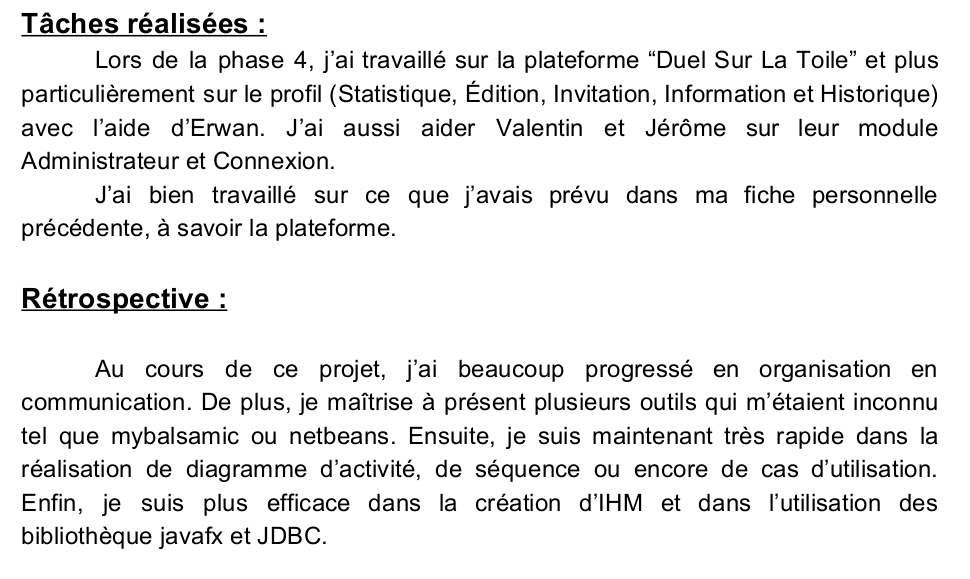 Tâches réalisées :
Lors de la phase 4, j'ai travaillé sur la plateforme “Duel Sur La Toile” et plus
particulièrement sur le profil (Statistique, Édition, Invitation, Information et Historique)
avec l'aide d'Erwan. J'ai aussi aider Valentin et Jérôme sur leur module
Administrateur et Connexion.
J'ai bien travaillé sur ce que j'avais prévu dans ma fiche personnelle
précédente, à savoir la plateforme.
Rétrospective :
Au cours de ce projet, j'ai beaucoup progressé en organisation en
communication. De plus, je maîtrise à présent plusieurs outils qui m'étaient inconnu
tel que mybalsamic ou netbeans. Ensuite, je suis maintenant très rapide dans la
réalisation de diagramme d'activité, de séquence ou encore de cas d'utilisation.
Enfin, je suis plus efficace dans la création d'IHM et dans l'utilisation des
bibliothèque javafx et JDBC.